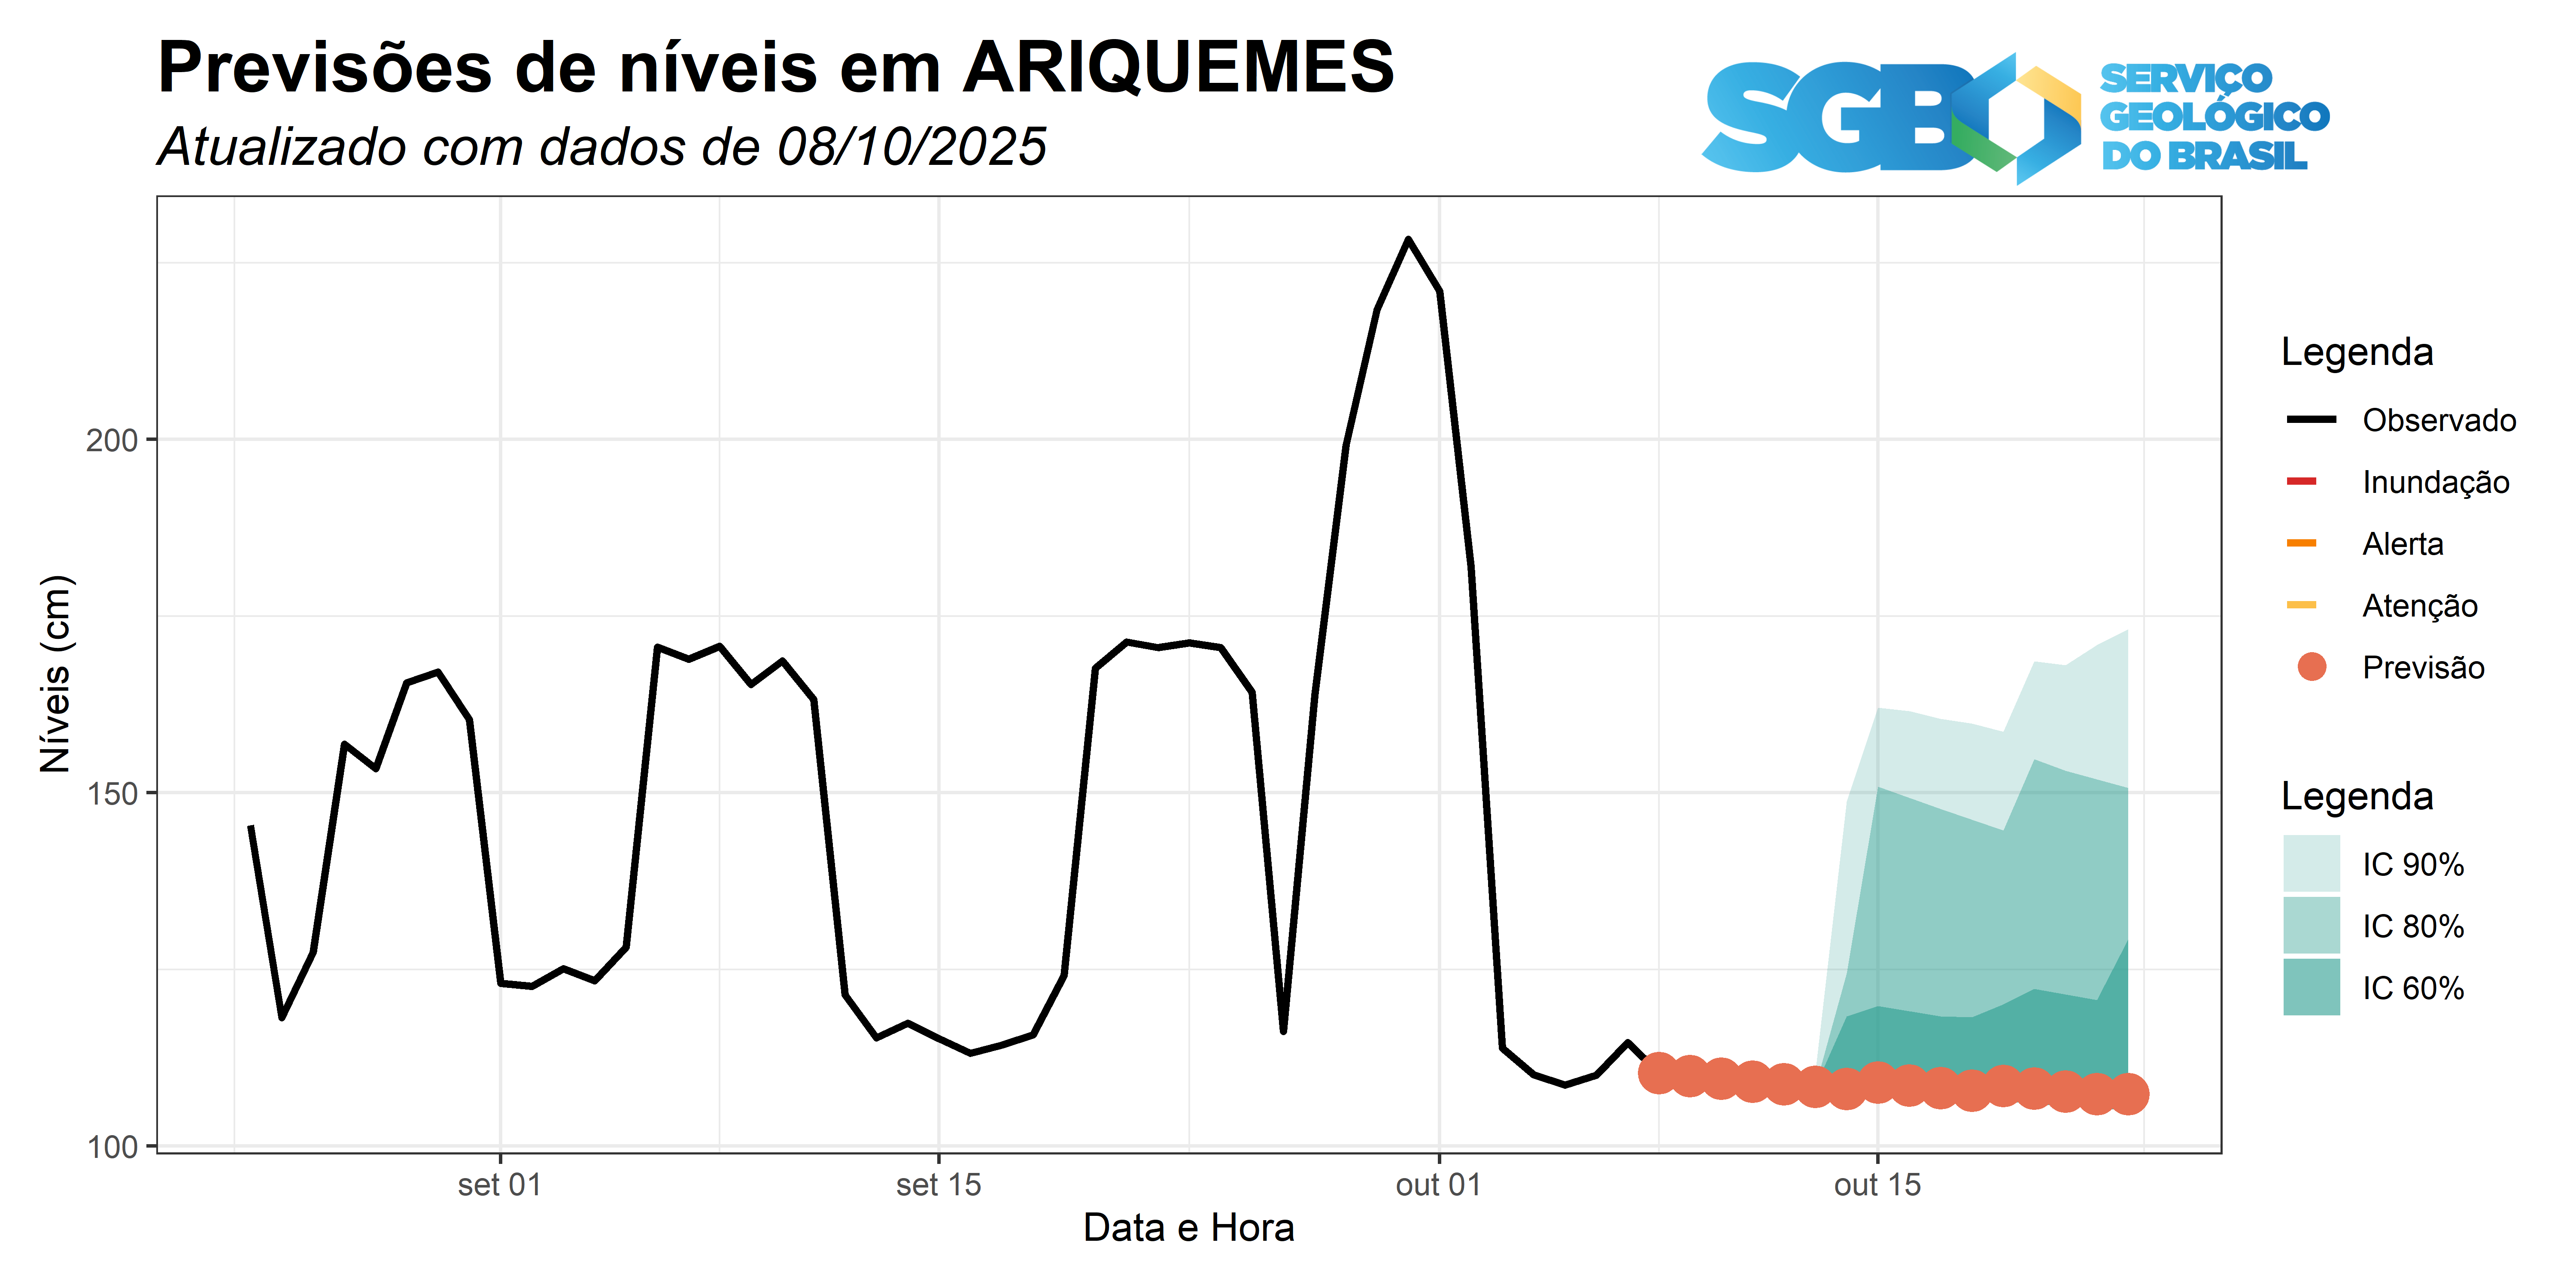 Previsões de níveis em ARIQUEMES
Atualizado com dados de 08/10/2025
SGB
SERVIÇO
GEOLÓGICO
DO BRASIL
Níveis (cm)
200
150
100
set 01
set 15
out 01
out 15
Data e Hora
Legenda
Observado
Inundação
Alerta
Atenção
Previsão
Legenda
IC 90%
IC 80%
IC 60%